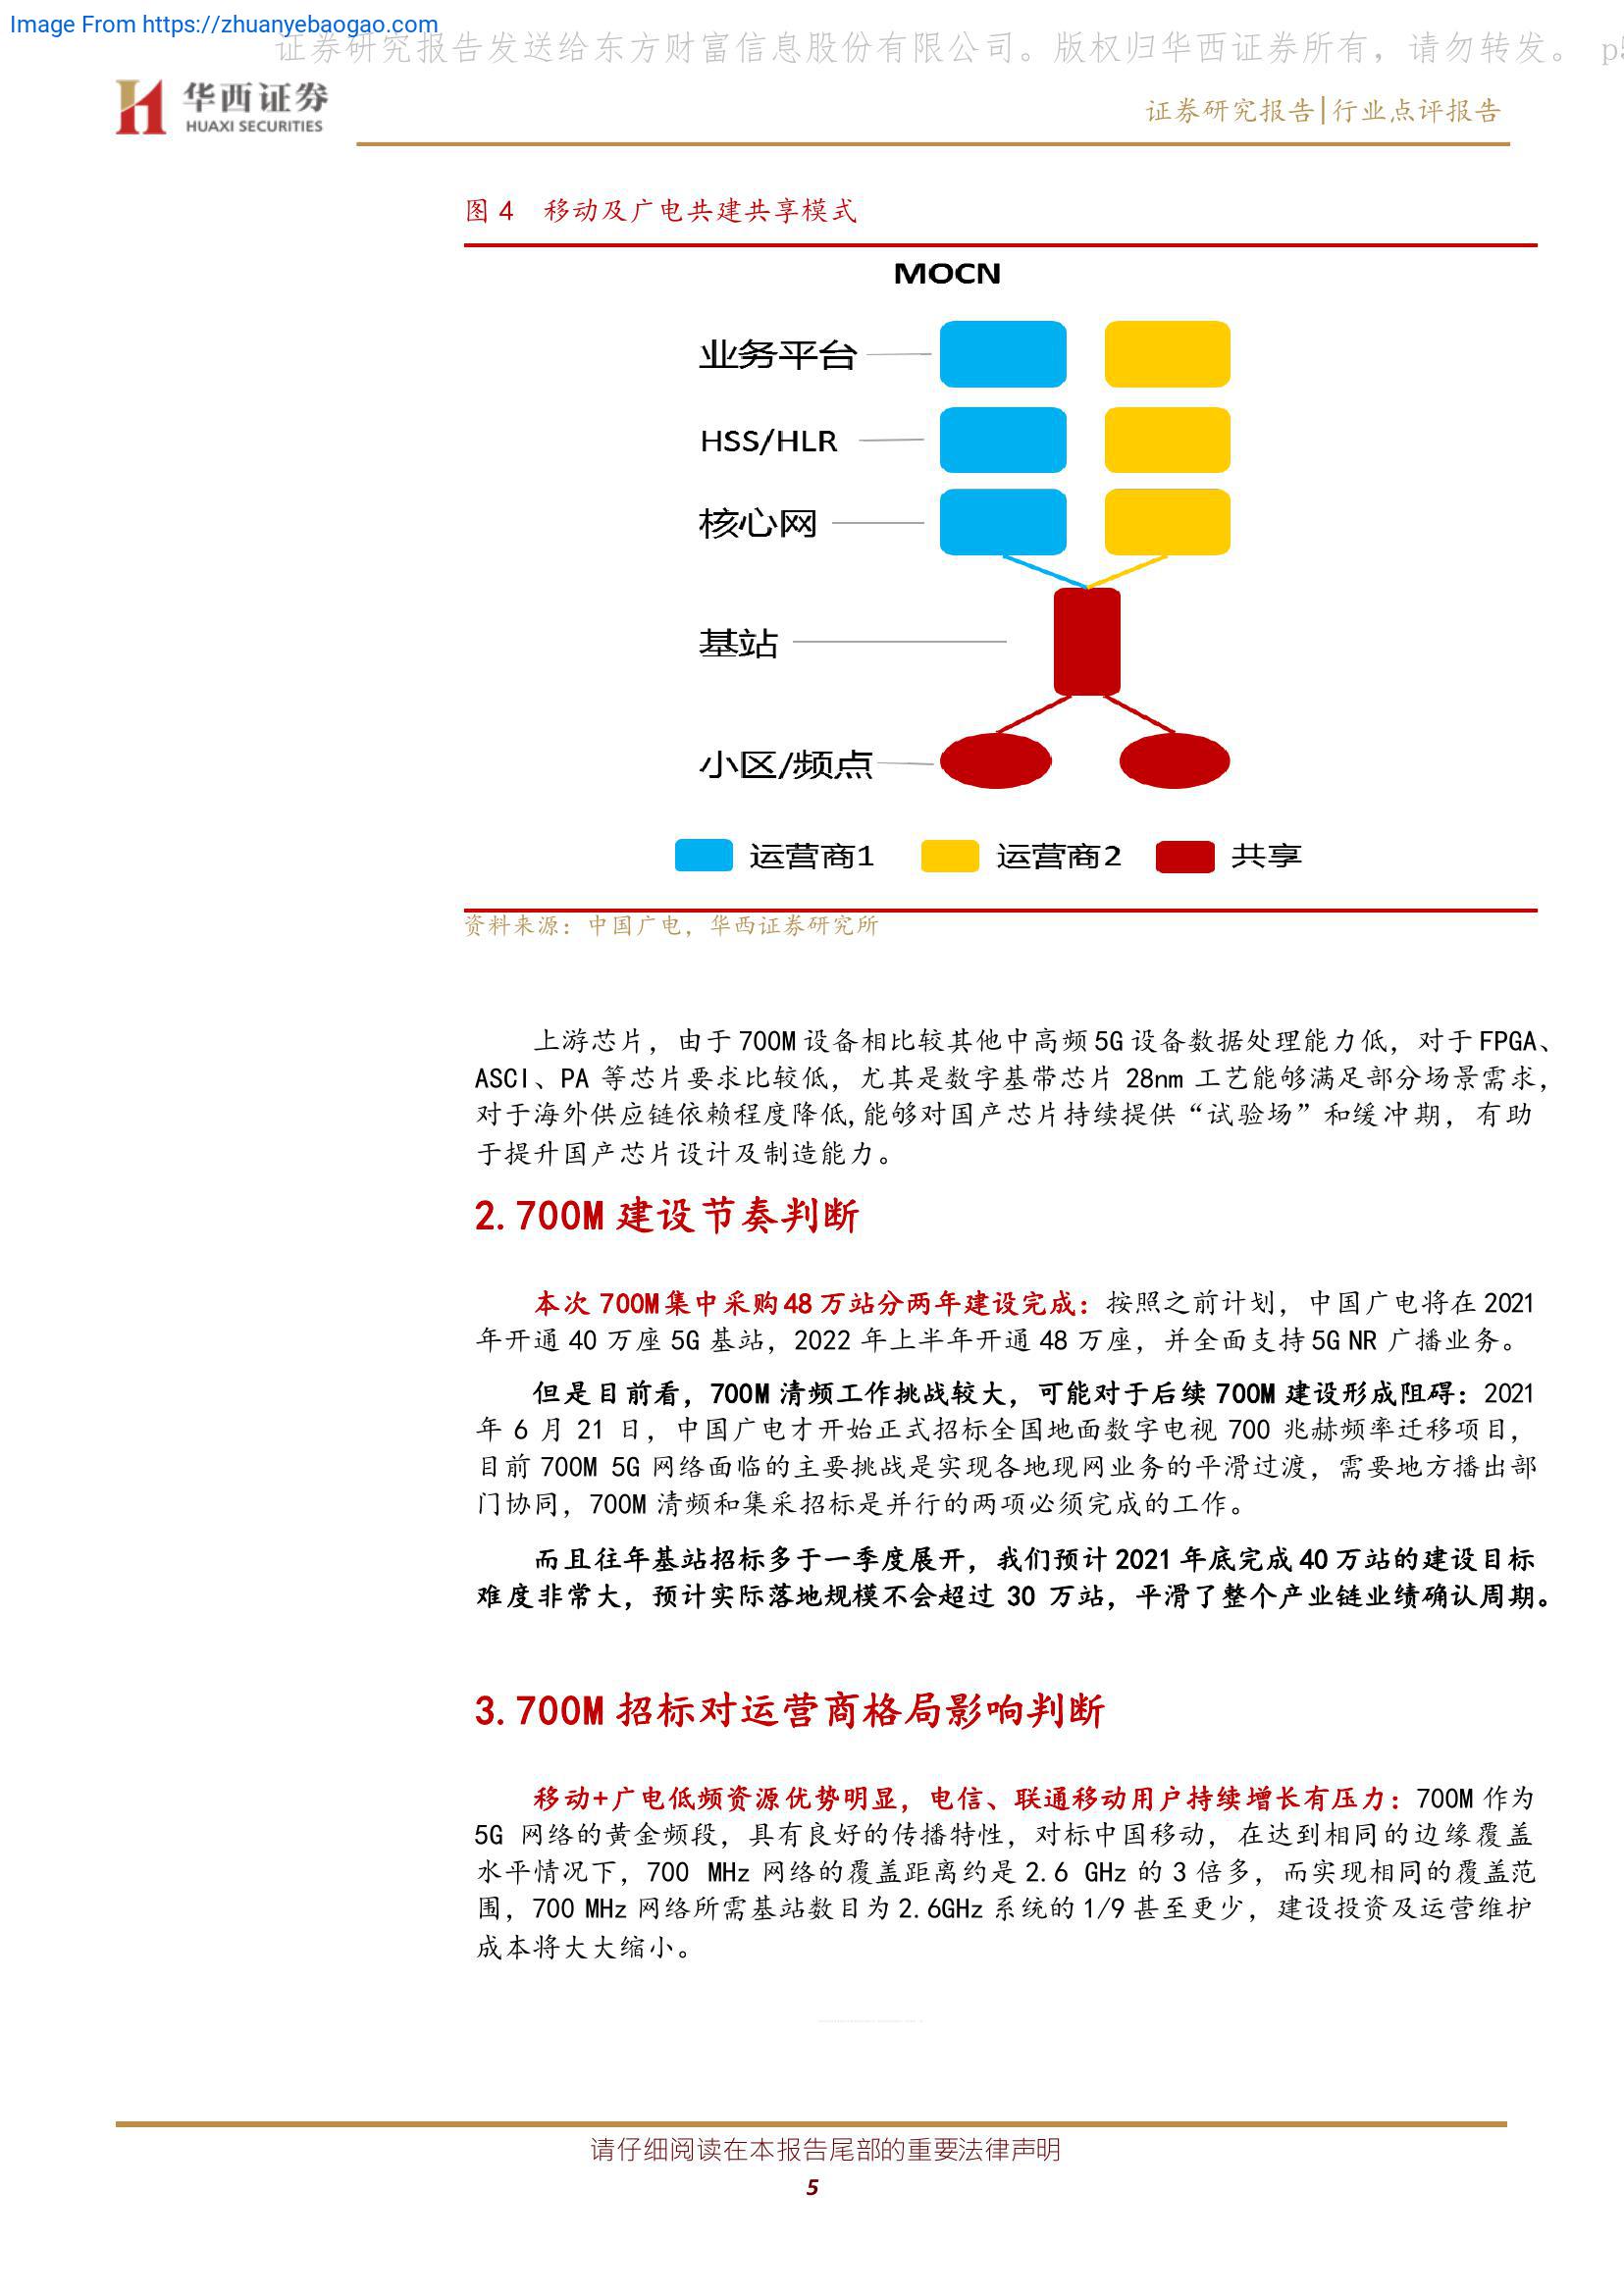 Image From https://zhuanyebaogao.com
证券研究报告发送给东方财富信息股份有限公司。版权归华西证券所有，请勿转发。 p5
华西证券
HUAXI SECURITIES
证券研究报告|行业点评报告
图 4 移动及广电共建共享模式
MOCN
业务平台
HSS/HLR
核心网
基站
小区/频点
运营商1 运营商2 共享
资料来源：中国广电，华西证券研究所
上游芯片，由于 700M 设备相比较其他中高频 5G 设备数据处理能力低，对于 FPGA、
ASCI、PA 等芯片要求比较低，尤其是数字基带芯片 28nm 工艺能够满足部分场景需求，
对于海外供应链依赖程度降低,能够对国产芯片持续提供“试验场”和缓冲期，有助
于提升国产芯片设计及制造能力。
2. 700M 建设节奏判断
本次 700M 集中采购 48 万站分两年建设完成：按照之前计划，中国广电将在 2021
年开通 40 万座 5G 基站，2022 年上半年开通 48 万座，并全面支持 5G NR 广播业务。
但是目前看，700M 清频工作挑战较大，可能对于后续 700M 建设形成阻碍：2021
年 6 月 21 日，中国广电才开始正式招标全国地面数字电视 700 兆赫频率迁移项目，
目前 700M 5G 网络面临的主要挑战是实现各地现网业务的平滑过渡，需要地方播出部
门协同，700M 清频和集采招标是并行的两项必须完成的工作。
而且往年基站招标多于一季度展开，我们预计 2021 年底完成 40 万站的建设目标
难度非常大，预计实际落地规模不会超过 30 万站，平滑了整个产业链业绩确认周期。
3. 700M 招标对运营商格局影响判断
移动+广电低频资源优势明显，电信、联通移动用户持续增长有压力：700M 作为
5G 网络的黄金频段，具有良好的传播特性，对标中国移动，在达到相同的边缘覆盖
水平情况下，700 MHz 网络的覆盖距离约是 2.6 GHz 的 3 倍多，而实现相同的覆盖范
围，700 MHz 网络所需基站数目为 2.6GHz 系统的 1/9 甚至更少，建设投资及运营维护
成本将大大缩小。
请仔细阅读在本报告尾部的重要法律声明
5